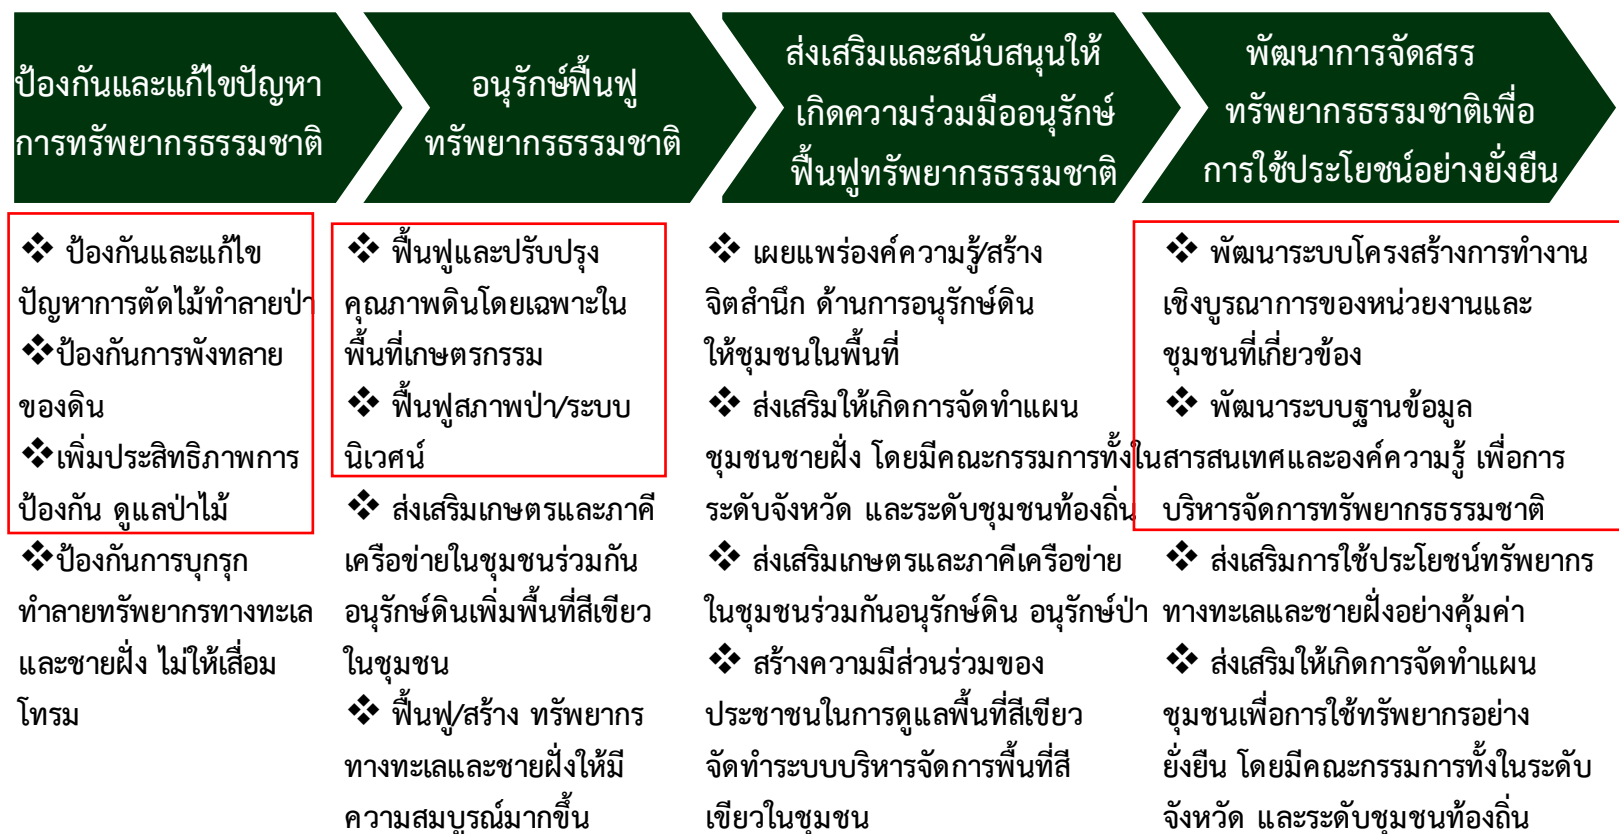 ป้องกันและแก้ไขปัญหา
การทรัพยากรธรรมชาติ
อนุรักษ์ฟื้นฟู
ทรัพยากรธรรมชาติ
ส่งเสริมและสนับสนุนให้
เกิดความร่วมมืออนุรักษ์
ฟื้นฟูทรัพยากรธรรมชาติ
พัฒนาการจัดสรร
ทรัพยากรธรรมชาติเพื่อ
การใช้ประโยชน์อย่างยั่งยืน
❖ ป้องกันและแก้ไข
ปัญหาการตัดไม้ทำลายป่า
❖ป้องกันการพังทลาย
ของดิน
❖เพิ่มประสิทธิภาพการ
ป้องกัน ดูแลป่าไม้
❖ป้องกันการบุกรุก
ทำลายทรัพยากรทางทะเล
และชายฝั่ง ไม่ให้เสื่อม
โทรม
❖ ฟื้นฟูและปรับปรุง
คุณภาพดินโดยเฉพาะใน
พื้นที่เกษตรกรรม
❖ ฟื้นฟูสภาพป่า/ระบบ
นิเวศน์
❖ ส่งเสริมเกษตรและภาคี
เครือข่ายในชุมชนร่วมกัน
อนุรักษ์ดินเพิ่มพื้นที่สีเขียว
ในชุมชน
❖ ฟื้นฟู/สร้าง ทรัพยากร
ทางทะเลและชายฝั่งให้มี
ความสมบูรณ์มากขึ้น
❖ เผยแพร่องค์ความรู้/สร้าง
จิตสำนึก ด้านการอนุรักษ์ดิน
ให้ชุมชนในพื้นที่
❖ ส่งเสริมให้เกิดการจัดทำแผน
ชุมชนชายฝั่ง โดยมีคณะกรรมการทั้งใน
ระดับจังหวัด และระดับชุมชนท้องถิ่น
❖ ส่งเสริมเกษตรและภาคีเครือข่าย
ในชุมชนร่วมกันอนุรักษ์ดิน อนุรักษ์ป่า
❖ สร้างความมีส่วนร่วมของ
ประชาชนในการดูแลพื้นที่สีเขียว
จัดทำระบบบริหารจัดการพื้นที่สี
เขียวในชุมชน
❖ พัฒนาระบบโครงสร้างการทำงาน
เชิงบูรณาการของหน่วยงานและ
ชุมชนที่เกี่ยวข้อง
❖ พัฒนาระบบฐานข้อมูล
สารสนเทศและองค์ความรู้ เพื่อการ
บริหารจัดการทรัพยากรธรรมชาติ
❖ ส่งเสริมการใช้ประโยชน์ทรัพยากร
ทางทะเลและชายฝั่งอย่างคุ้มค่า
❖ ส่งเสริมให้เกิดการจัดทำแผน
ชุมชนเพื่อการใช้ทรัพยากรอย่าง
ยั่งยืน โดยมีคณะกรรมการทั้งในระดับ
จังหวัด และระดับชุมชนท้องถิ่น